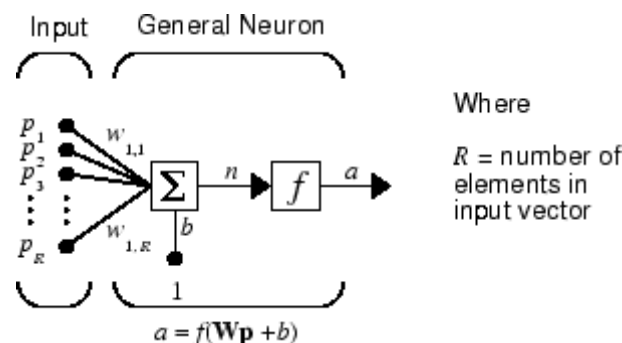 Input General Neuron
p1
p2
p3
pR
w1,1
w1,R
Σ
n
f
a
b
1
a = f(Wp +b)
Where
R = number of
elements in
input vector